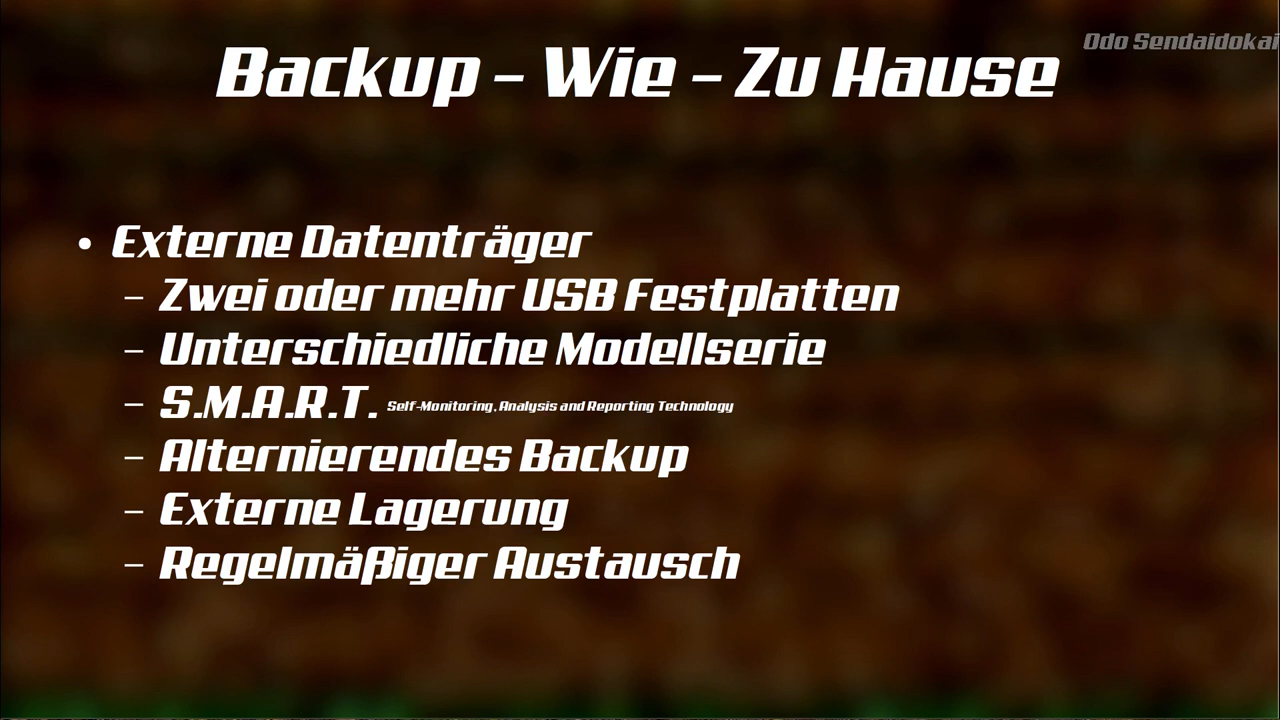 Odo Sendaidokai
Backup – Wie – Zu Hause
• Externe Datenträger
– Zwei oder mehr USB Festplatten
– Unterschiedliche Modellserie
– S.M.A.R.T. Self-Monitoring, Analysis and Reporting Technology
– Alternierendes Backup
– Externe Lagerung
– Regelmäßiger Austausch